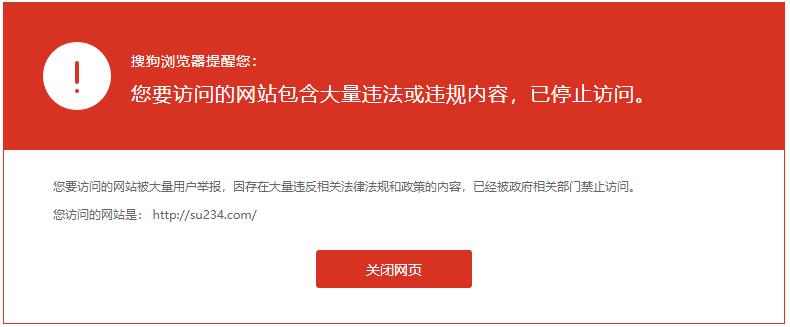 搜狗浏览器提醒您：
您要访问的网站包含大量违法或违规内容，已停止访问。
您要访问的网站被大量用户举报，因存在大量违反相关法律法规和政策的内容，已经被政府相关部门禁止访问。
您访问的网站是： http://su234.com/
关闭网页